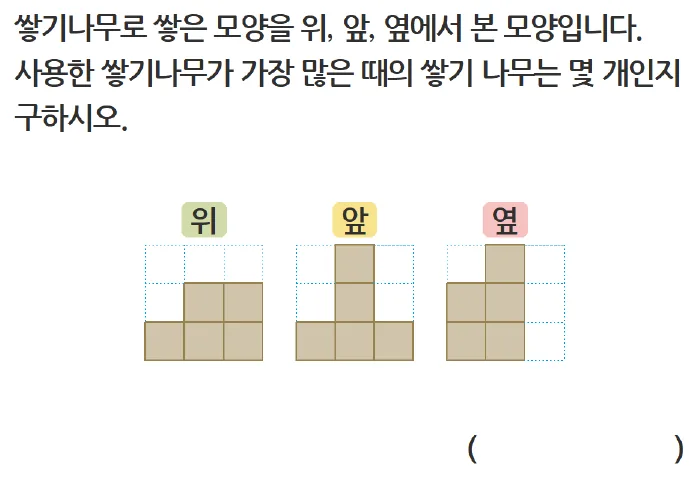 쌓기나무로 쌓은 모양을 위, 앞, 옆에서 본 모양입니다.
사용한 쌓기나무가 가장 많은 때의 쌓기 나무는 몇 개인지
구하시오.
위 앞 옆
( )